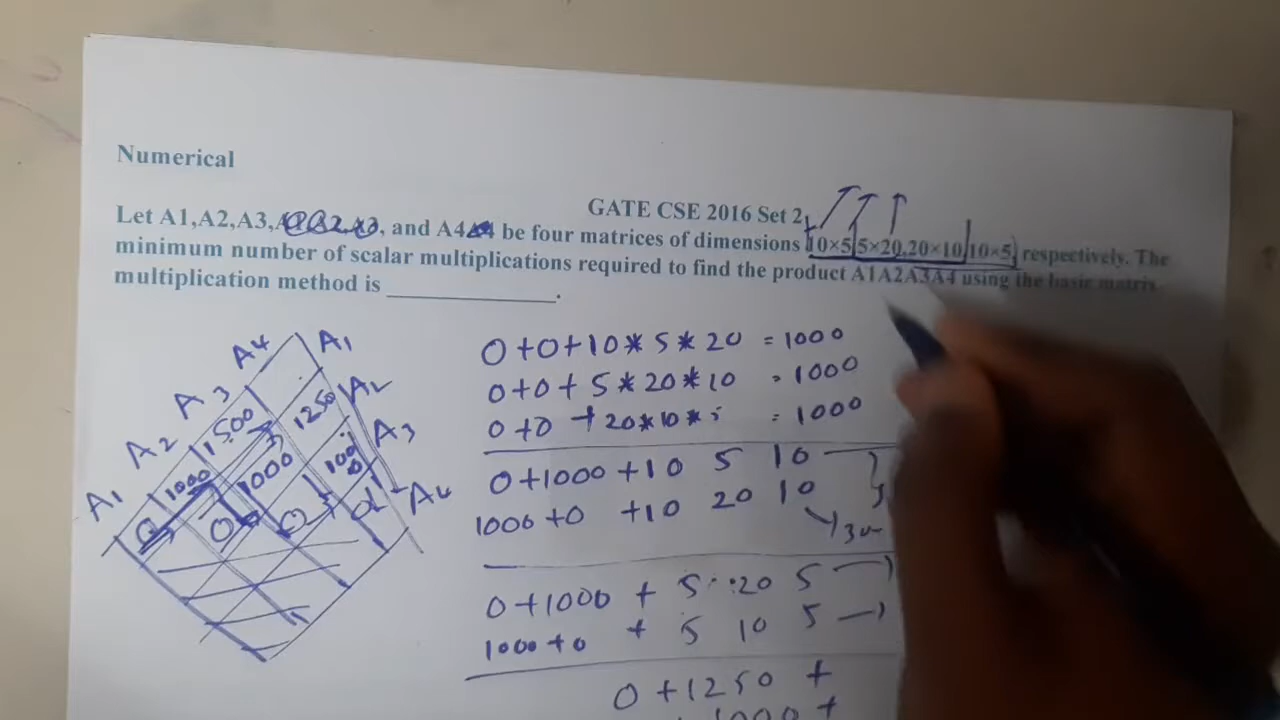 Numerical
GATE CSE 2016 Set 2
Let A1,A2,A3, and A4 be four matrices of dimensions 10×5,5×20,20×10,10×5, respectively. The
minimum number of scalar multiplications required to find the product A1A2A3A4 using the basic matrix
multiplication method is ____________.
A4 A1
A3 1500 1250 A2
A2 1000 1000 1000 A3
A1 0 0 0 0 A4
0+0+10*5*20 = 1000
0+0+5*20*10 = 1000
0+0+20*10*5 = 1000
0+1000+10 5 10
1000+0 +10 20 10
0+1000 + 5 20 5
1000+0 + 5 10 5
0+1250 +
1000 +